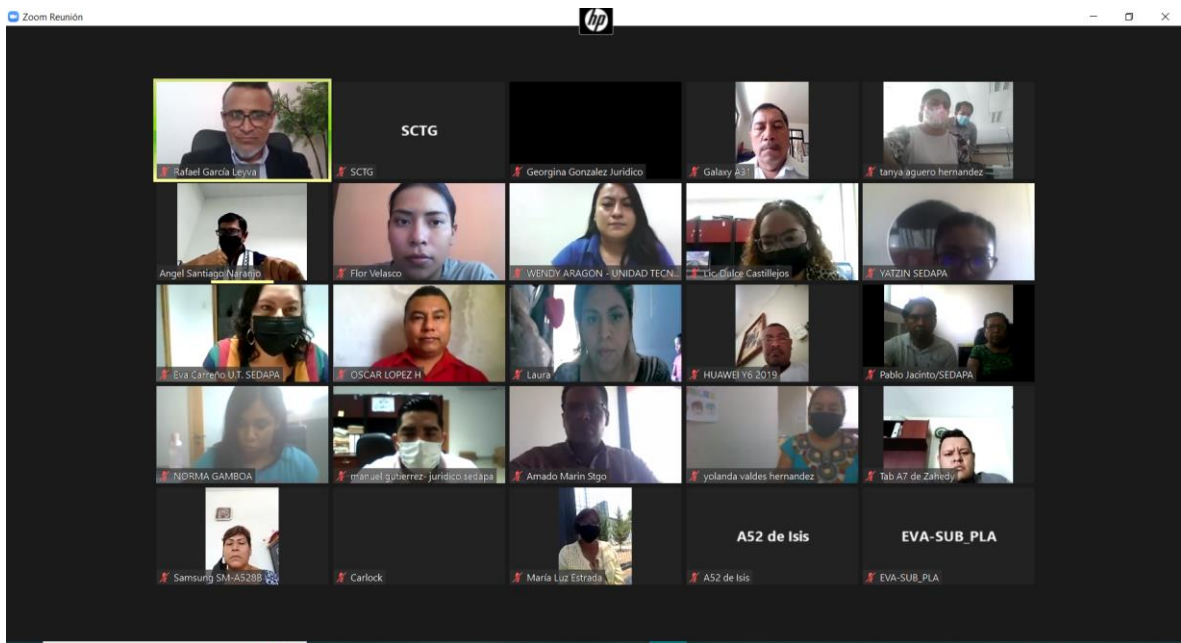 Zoom Reunión
hp
Rafael García Leyva
SCTG
SCTG
Georgina Gonzalez Juridico
Galaxy A31
tanya aguero hernandez
Angel Santiago Naranjo
Flor Velasco
WENDY ARAGON - UNIDAD TECN...
Lic. Dulce Castillejos
YATZIN SEDAPA
Eva Carreño U.T. SEDAPA
OSCAR LOPEZ H
Laura
HUAWEI Y6 2019
Pablo Jacinto/SEDAPA
NORMA GAMBOA
manuel gutierrez- juridico sedapa
Amado Marin Stgo
yolanda valdes hernandez
Tab A7 de Zahedy
Samsung SM-A528B
Carlock
María Luz Estrada
A52 de Isis
A52 de Isis
EVA-SUB_PLA
EVA-SUB_PLA